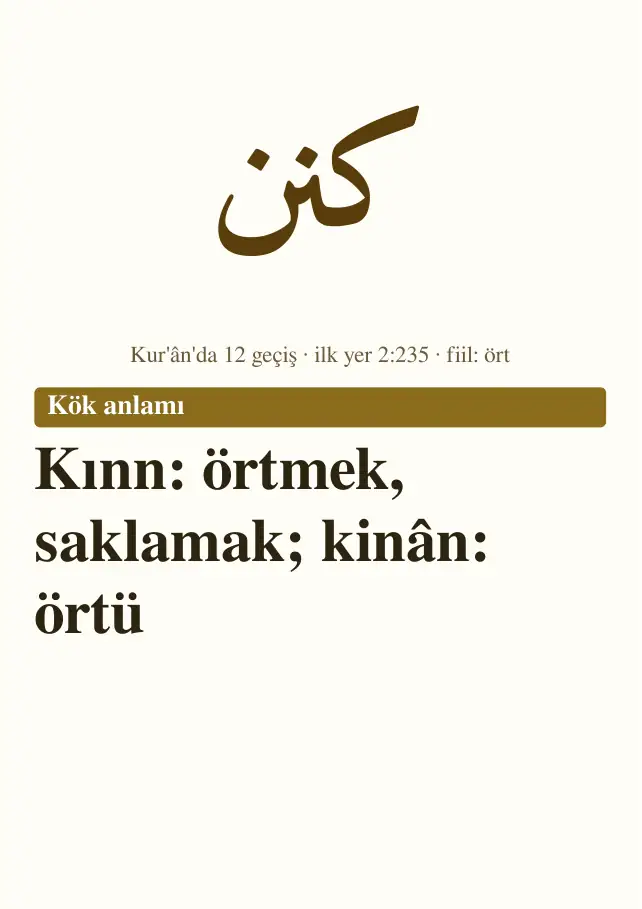 كنن
Kur'ân'da 12 geçiş · ilk yer 2:235 · fiil: ört
Kök anlamı
Kınn: örtmek,
saklamak; kinân:
örtü